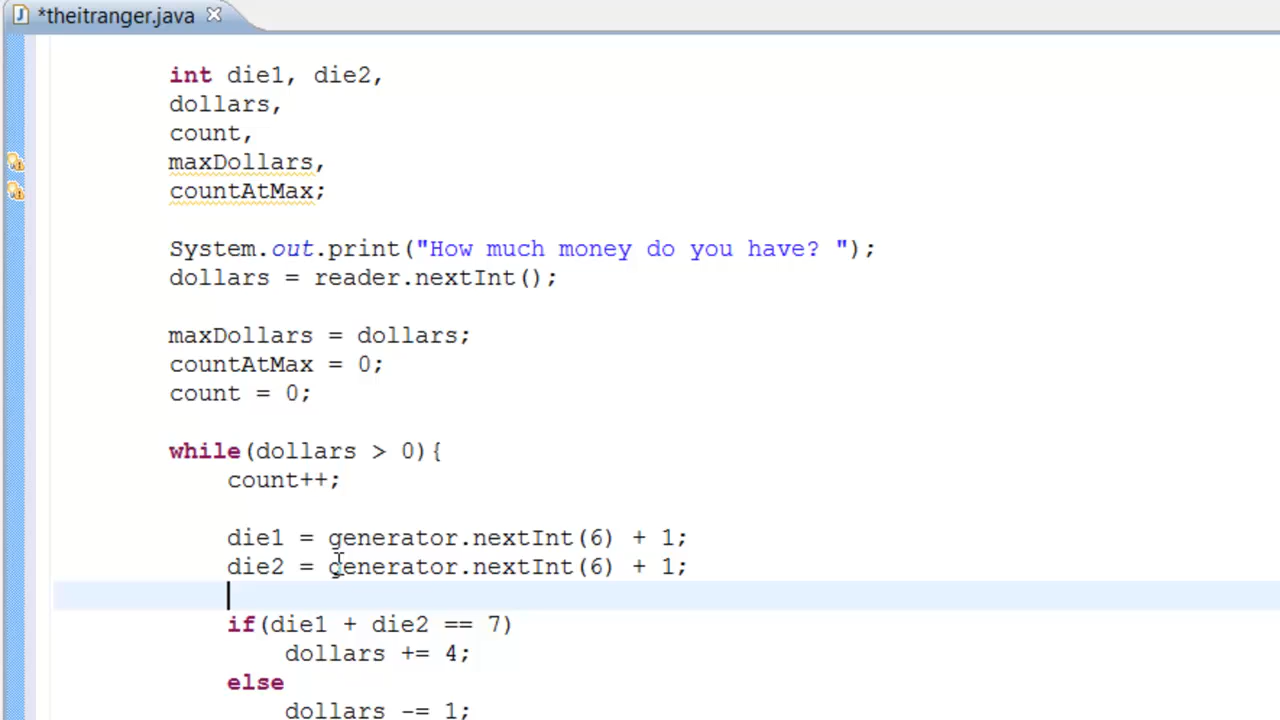 *theitranger.java
int die1, die2,
dollars,
count,
maxDollars,
countAtMax;
System.out.print("How much money do you have? ");
dollars = reader.nextInt();
maxDollars = dollars;
countAtMax = 0;
count = 0;
while(dollars > 0){
count++;
die1 = generator.nextInt(6) + 1;
die2 = generator.nextInt(6) + 1;
if(die1 + die2 == 7)
dollars += 4;
else
dollars -= 1;